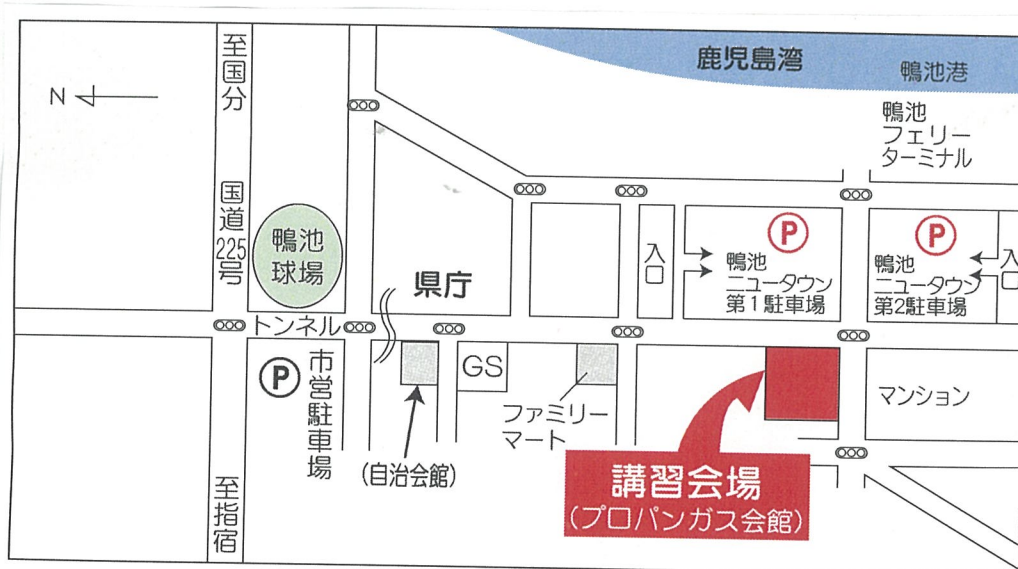 N
至国分
国道225号
鴨池
球場
県庁
鹿児島湾
鴨池港
鴨池
フェリー
ターミナル
入口
P
鴨池
ニュータウン
第1駐車場
P
鴨池
ニュータウン
第2駐車場
入口
トンネル
P
市営駐車場
(自治会館)
GS
ファミリー
マート
マンション
講習会場
(プロパンガス会館)
至指宿